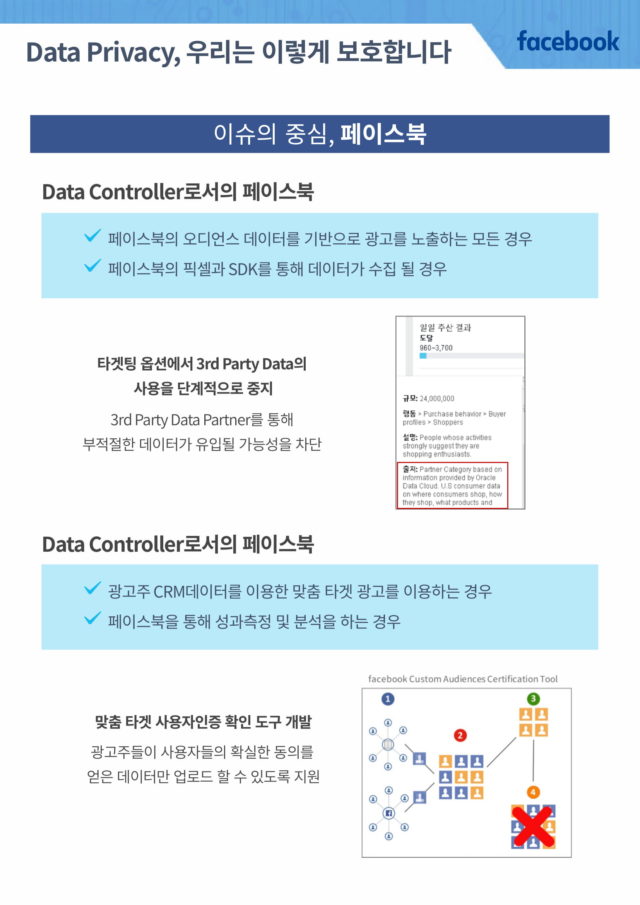 Data Privacy, 우리는 이렇게 보호합니다
facebook
이슈의 중심, 페이스북
Data Controller로서의 페이스북
페이스북의 오디언스 데이터를 기반으로 광고를 노출하는 모든 경우
페이스북의 픽셀과 SDK를 통해 데이터가 수집 될 경우
타겟팅 옵션에서 3rd Party Data의
사용을 단계적으로 중지
3rd Party Data Partner를 통해
부적절한 데이터가 유입될 가능성을 차단
일일 추산 결과
도달
960~3,700
규모: 24,000,000
행동 > Purchase behavior > Buyer
profiles > Shoppers
설명: People whose activities
strongly suggest they are
shopping enthusiasts.
출처: Partner Category based on
information provided by Oracle
Data Cloud. U.S consumer data
on where consumers shop, how
they shop, what products and
Data Controller로서의 페이스북
광고주 CRM데이터를 이용한 맞춤 타겟 광고를 이용하는 경우
페이스북을 통해 성과측정 및 분석을 하는 경우
맞춤 타겟 사용자인증 확인 도구 개발
광고주들이 사용자들의 확실한 동의를
얻은 데이터만 업로드 할 수 있도록 지원
facebook Custom Audiences Certification Tool
1
2
3
4